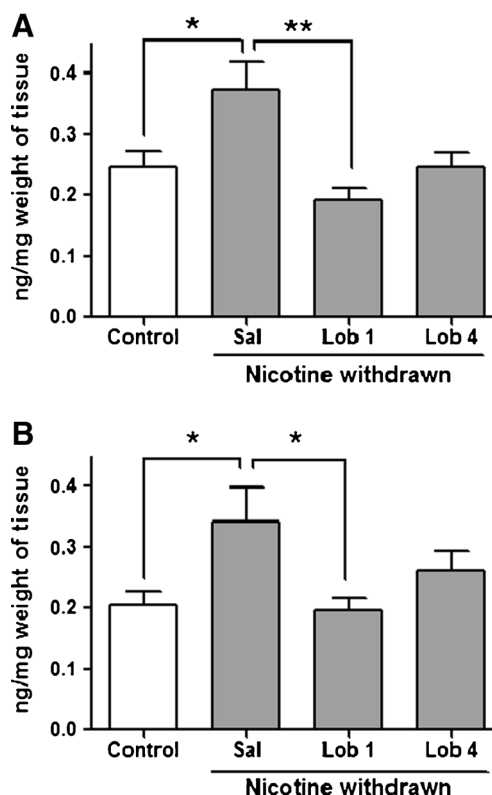 A
* **
ng/mg weight of tissue
0.4
0.3
0.2
0.1
0.0
Control Sal Lob 1 Lob 4
Nicotine withdrawn
B
* *
ng/mg weight of tissue
0.4
0.3
0.2
0.1
0.0
Control Sal Lob 1 Lob 4
Nicotine withdrawn